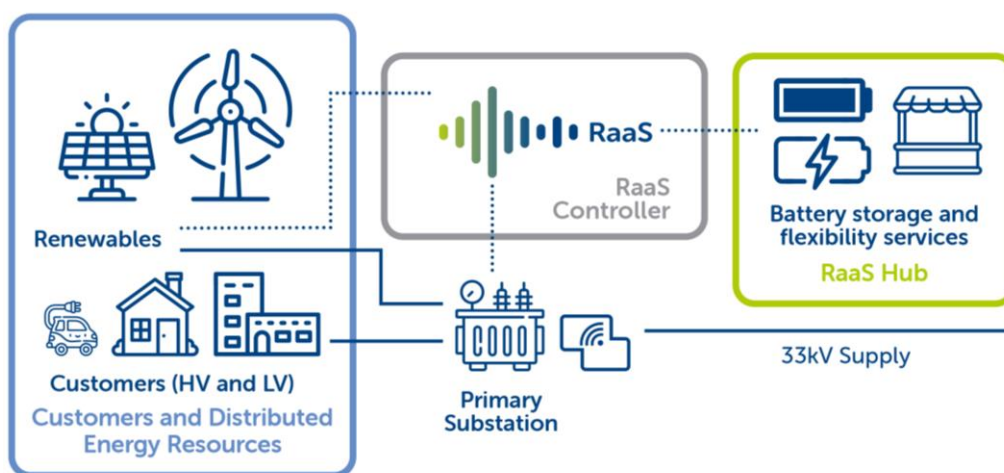 Renewables
Customers (HV and LV)
Customers and Distributed
Energy Resources
RaaS
RaaS
Controller
Primary
Substation
Battery storage and
flexibility services
RaaS Hub
33kV Supply